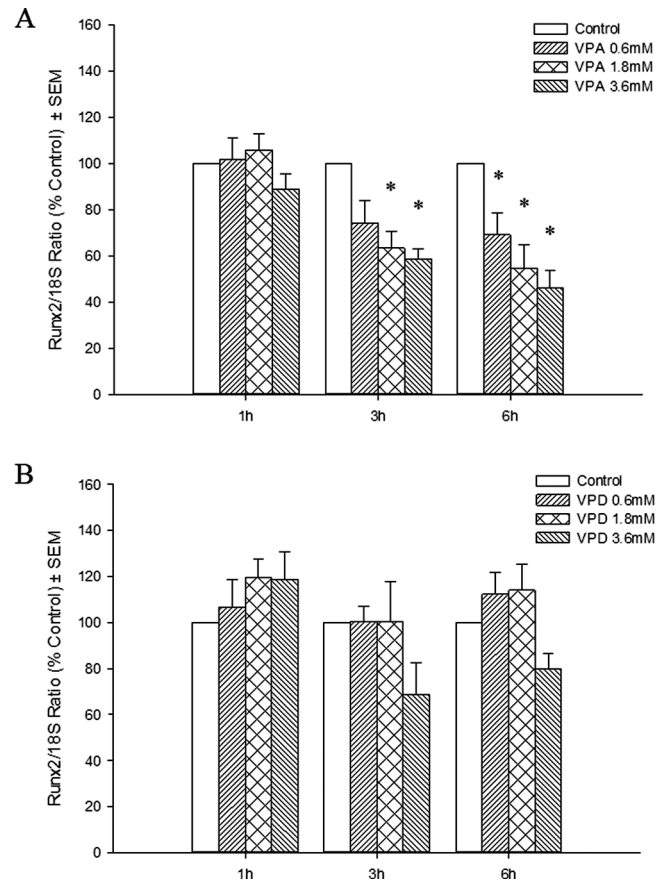 A
Control
VPA 0.6mM
VPA 1.8mM
VPA 3.6mM
Runx2/18S Ratio (% Control) ± SEM
160
140
120
100
80
60
40
20
0
* *
* * *
1h 3h 6h
B
Control
VPD 0.6mM
VPD 1.8mM
VPD 3.6mM
Runx2/18S Ratio (% Control) ± SEM
160
140
120
100
80
60
40
20
0
1h 3h 6h